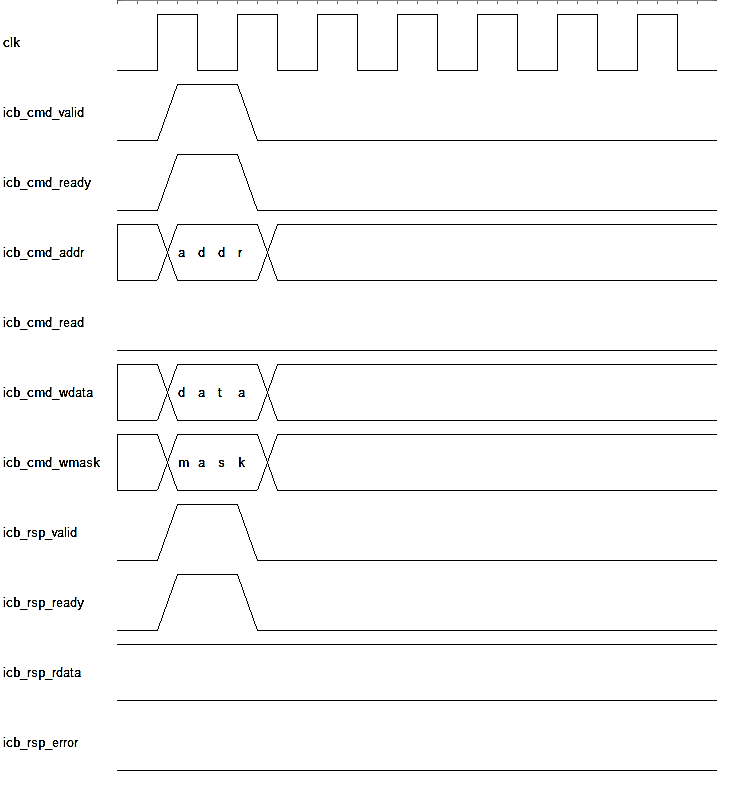 clk
icb_cmd_valid
icb_cmd_ready
icb_cmd_addr a d d r
icb_cmd_read
icb_cmd_wdata d a t a
icb_cmd_wmask m a s k
icb_rsp_valid
icb_rsp_ready
icb_rsp_rdata
icb_rsp_error